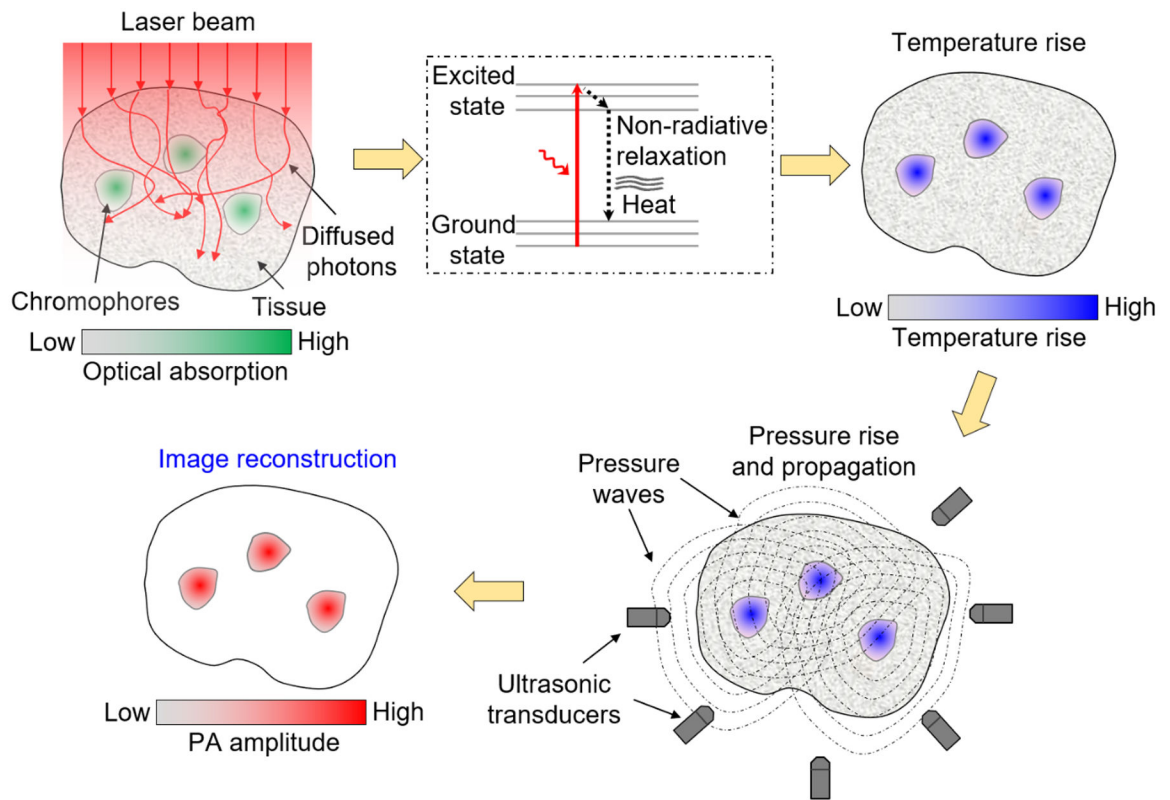 Laser beam
Chromophores
Tissue
Diffused
photons
Low
High
Optical absorption
Excited
state
Non-radiative
relaxation
Heat
Ground
state
Temperature rise
Low
High
Temperature rise
Pressure rise
and propagation
Pressure
waves
Ultrasonic
transducers
Image reconstruction
Low
High
PA amplitude